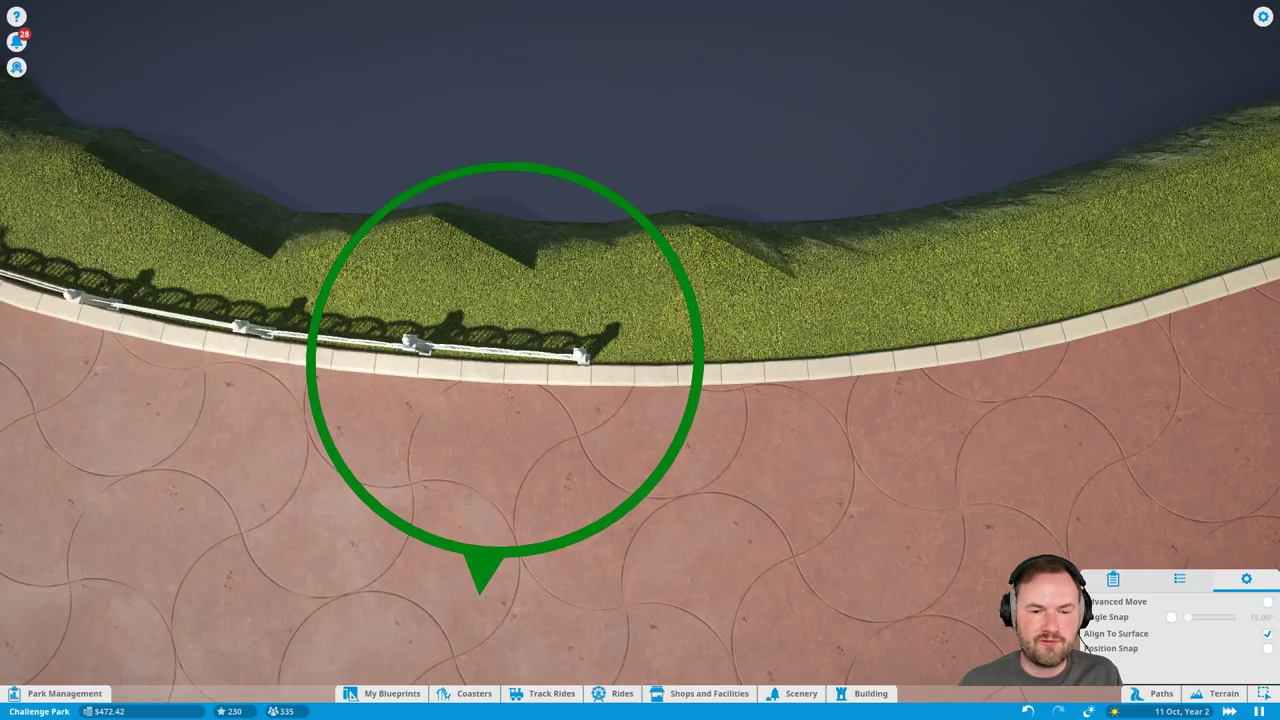 ?
28
Advanced Move
Angle Snap 15.00°
Align To Surface
Position Snap
Park Management
My Blueprints
Coasters
Track Rides
Rides
Shops and Facilities
Scenery
Building
Paths
Terrain
Challenge Park
$472.42
230
335
11 Oct, Year 2